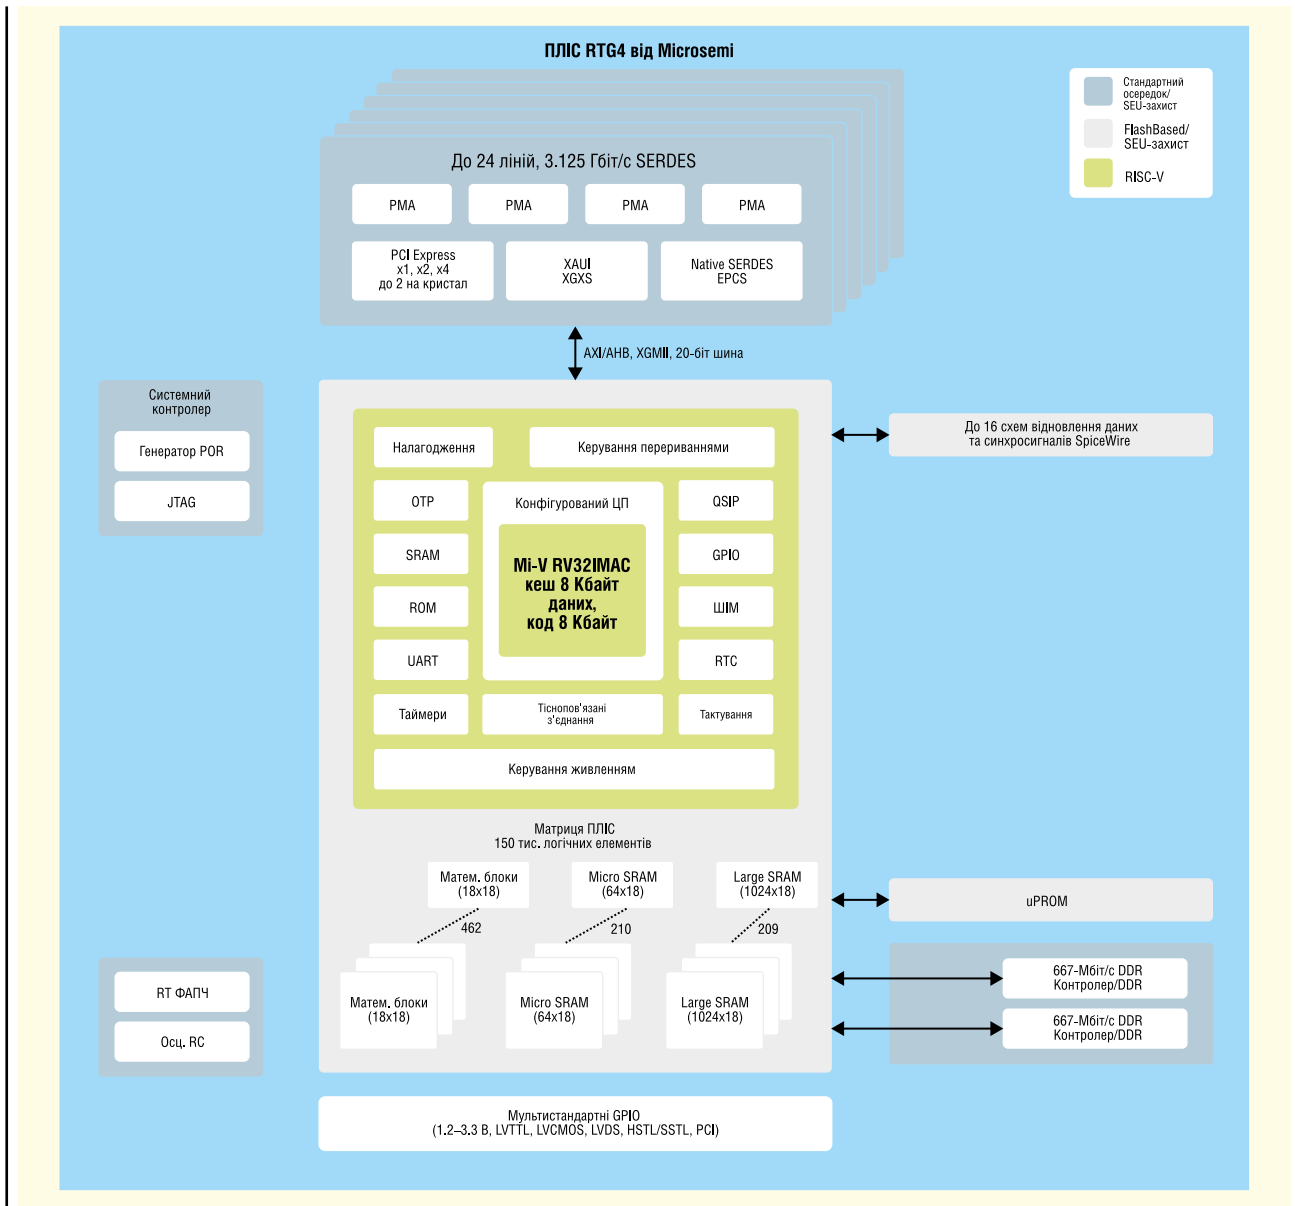 ПЛІС RTG4 від Microsemi
Стандартний
осередок/
SEU-захист
FlashBased/
SEU-захист
RISC-V
До 24 ліній, 3.125 Гбіт/с SERDES
PMA
PMA
PMA
PMA
PCI Express
x1, x2, x4
до 2 на кристал
XAUI
XGXS
Native SERDES
EPCS
AXI/AHB, XGMII, 20-біт шина
Системний
контролер
Генератор POR
JTAG
Налагодження
Керування перериваннями
До 16 схем відновлення даних
та синхросигналів SpiceWire
OTP
SRAM
ROM
UART
Таймери
Конфігурований ЦП
Mi-V RV32IMAC
кеш 8 Кбайт
даних,
код 8 Кбайт
QSIP
GPIO
ШІМ
RTC
Тактування
Тіснопов'язані
з'єднання
Керування живленням
Матриця ПЛІС
150 тис. логічних елементів
Матем. блоки
(18x18)
Micro SRAM
(64x18)
Large SRAM
(1024x18)
462
210
209
Матем. блоки
(18x18)
Micro SRAM
(64x18)
Large SRAM
(1024x18)
uPROM
667-Мбіт/с DDR
Контролер/DDR
667-Мбіт/с DDR
Контролер/DDR
RT ФАПЧ
Осц. RC
Мультистандартні GPIO
(1.2–3.3 В, LVTTL, LVCMOS, LVDS, HSTL/SSTL, PCI)